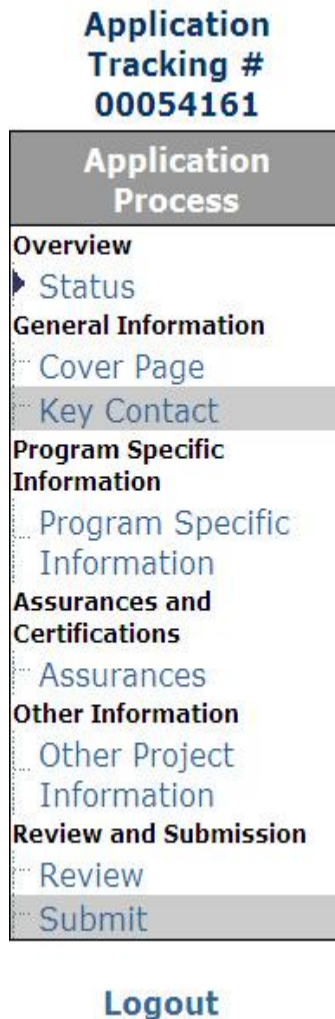 Application
Tracking #
00054161
Application
Process
Overview
Status
General Information
Cover Page
Key Contact
Program Specific
Information
Program Specific
Information
Assurances and
Certifications
Assurances
Other Information
Other Project
Information
Review and Submission
Review
Submit
Logout